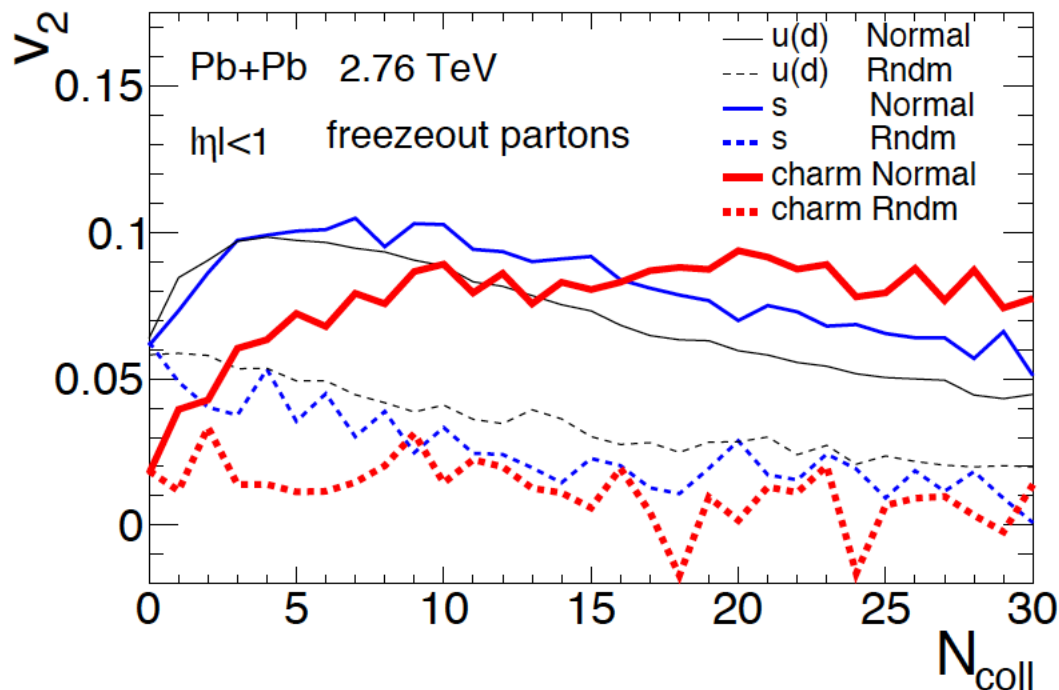 v2
0.15
0.1
0.05
0
Pb+Pb 2.76 TeV
|η|<1 freezeout partons
u(d) Normal
u(d) Rndm
s Normal
s Rndm
charm Normal
charm Rndm
0 5 10 15 20 25 30
Ncoll